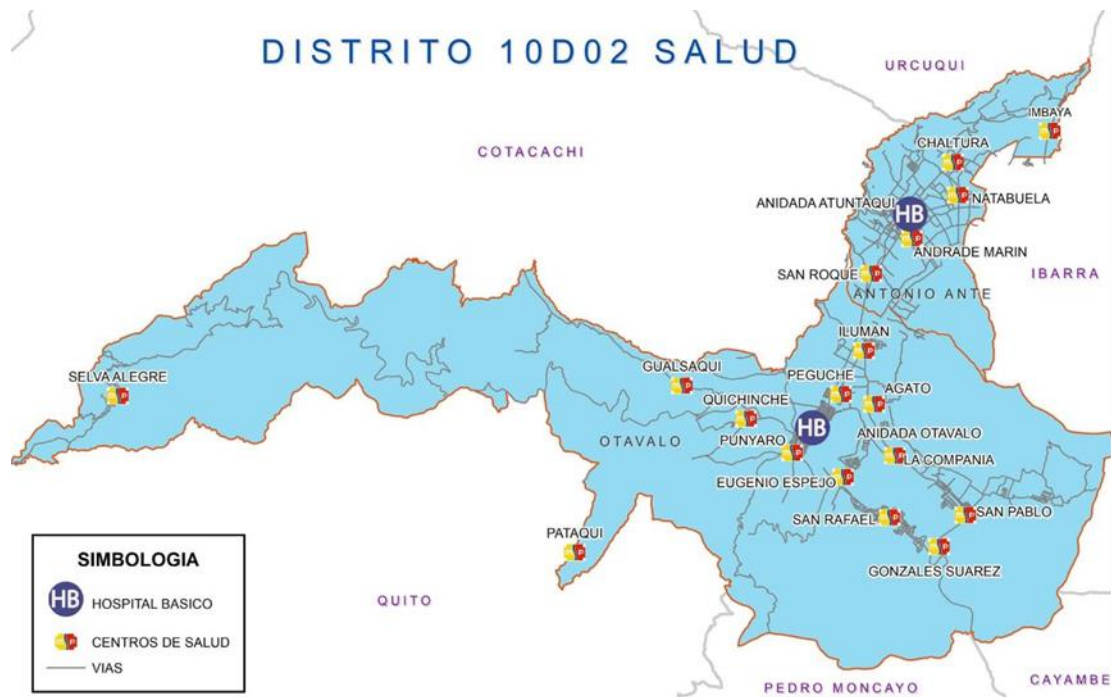 DISTRITO 10D02 SALUD
URCUQUI
IMBAYA
COTACACHI
CHALTURA
ANIDADA ATUNTAQUI
NATABUELA
HB
ANDRADE MARIN
SAN ROQUE
IBARRA
ANTONIO ANTE
ILUMAN
GUALSAQUI
SELVA ALEGRE
PEGUCHE
AGATO
QUICHINCHE
HB
ANIDADA OTAVALO
OTAVALO
PUNYARO
LA COMPANIA
EUGENIO ESPEJO
SAN RAFAEL
SAN PABLO
PATAQUI
GONZALES SUAREZ
SIMBOLOGIA
HB HOSPITAL BASICO
CENTROS DE SALUD
VIAS
QUITO
PEDRO MONCAYO
CAYAMBE